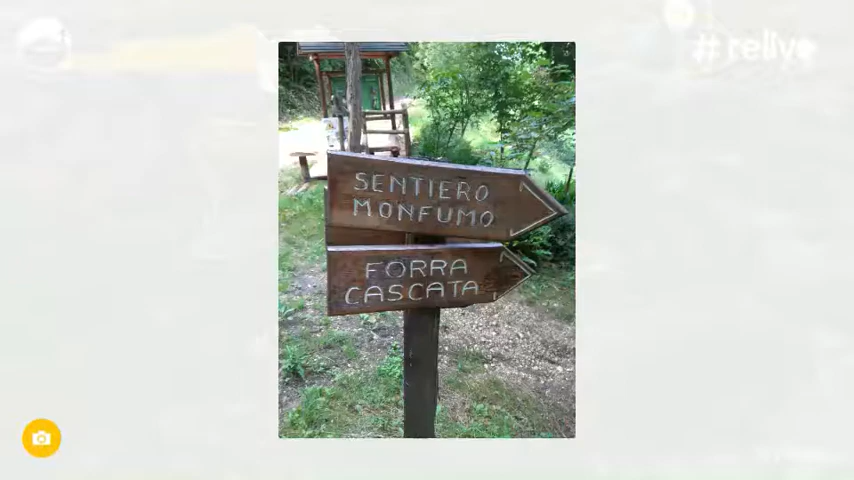 #relive
SENTIERO
MONFUMO
FORRA
CASCATA